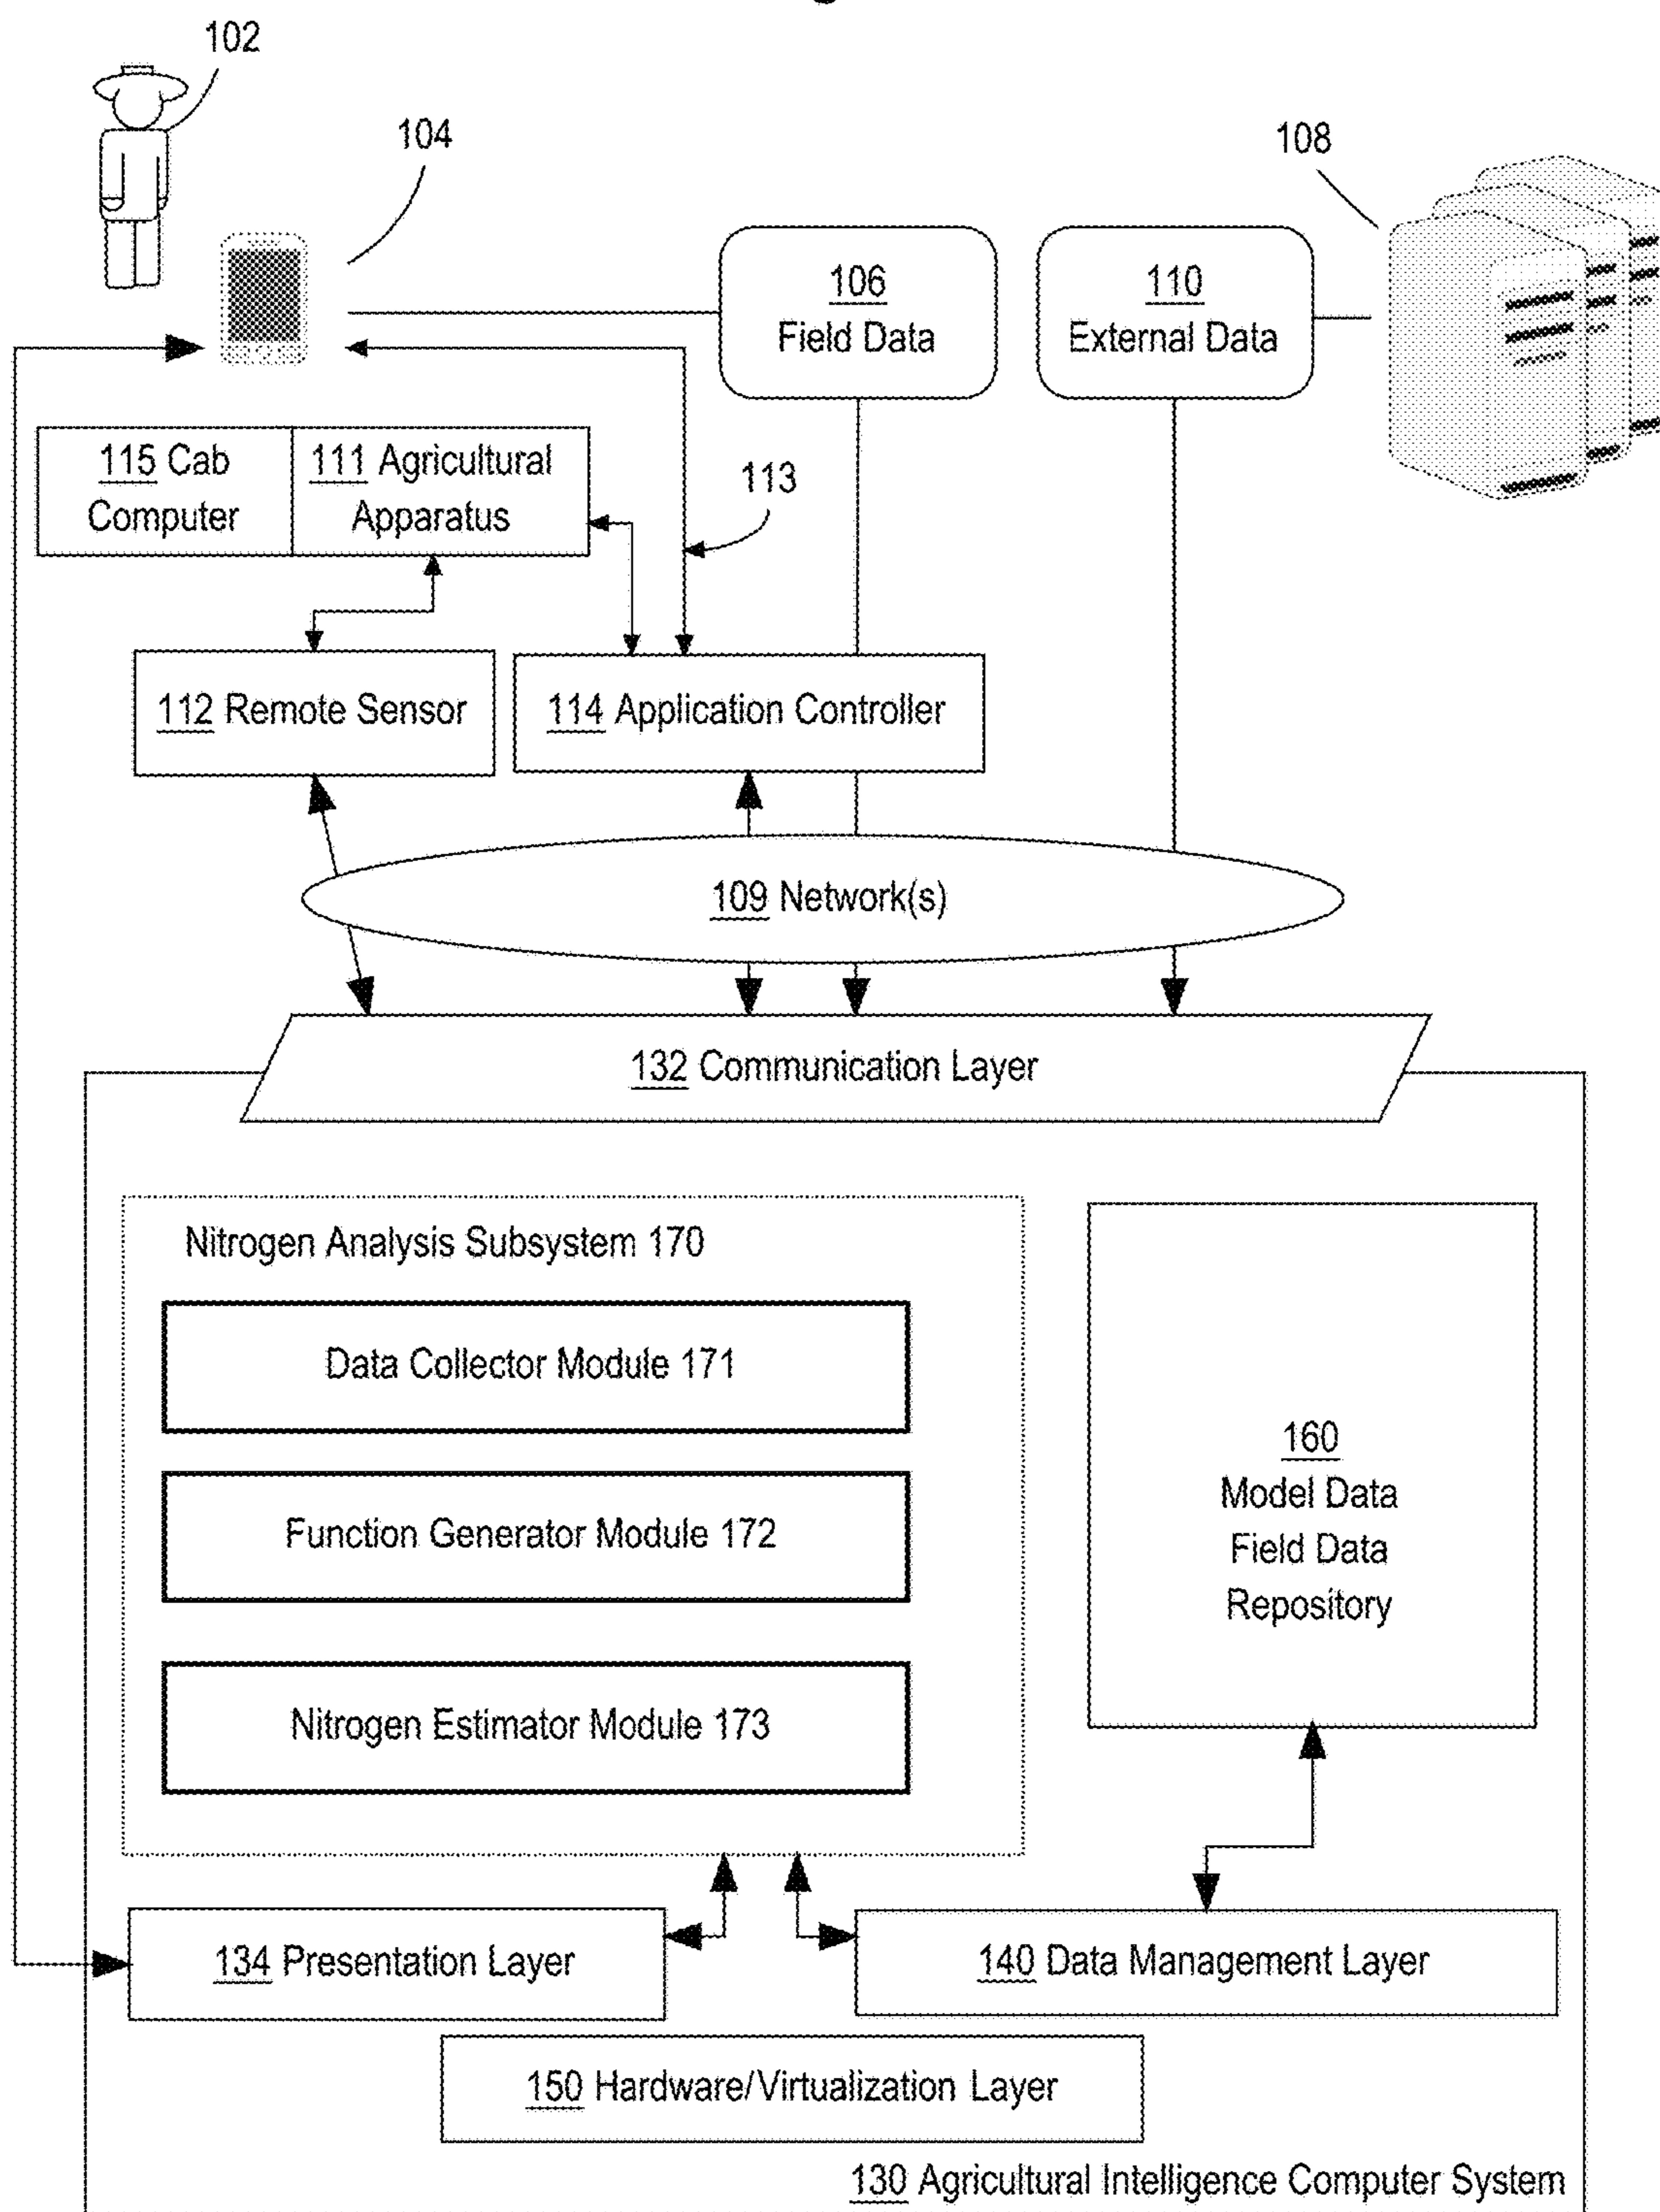 102
104
108
106
Field Data
110
External Data
115 Cab
Computer
111 Agricultural
Apparatus
113
112 Remote Sensor
114 Application Controller
109 Network(s)
132 Communication Layer
Nitrogen Analysis Subsystem 170
Data Collector Module 171
Function Generator Module 172
Nitrogen Estimator Module 173
160
Model Data
Field Data
Repository
134 Presentation Layer
140 Data Management Layer
150 Hardware/Virtualization Layer
130 Agricultural Intelligence Computer System